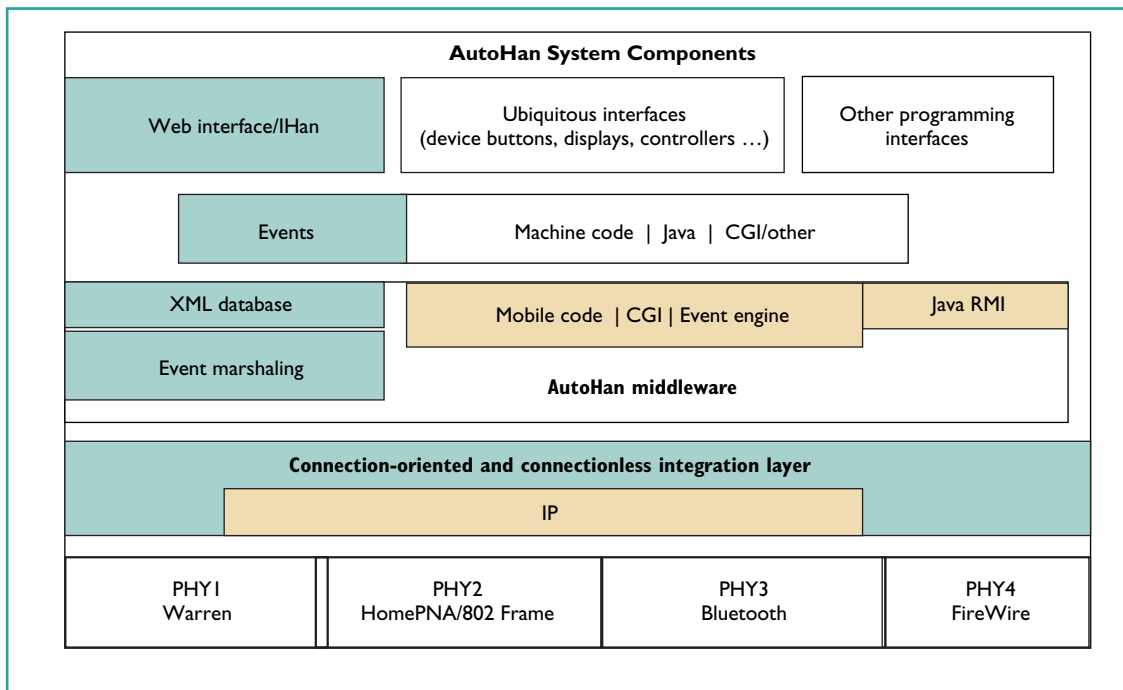 AutoHan System Components
Web interface/IHan
Ubiquitous interfaces
(device buttons, displays, controllers …)
Other programming
interfaces
Events
Machine code | Java | CGI/other
XML database
Mobile code | CGI | Event engine
Java RMI
Event marshaling
AutoHan middleware
Connection-oriented and connectionless integration layer
IP
PHY1
Warren
PHY2
HomePNA/802 Frame
PHY3
Bluetooth
PHY4
FireWire